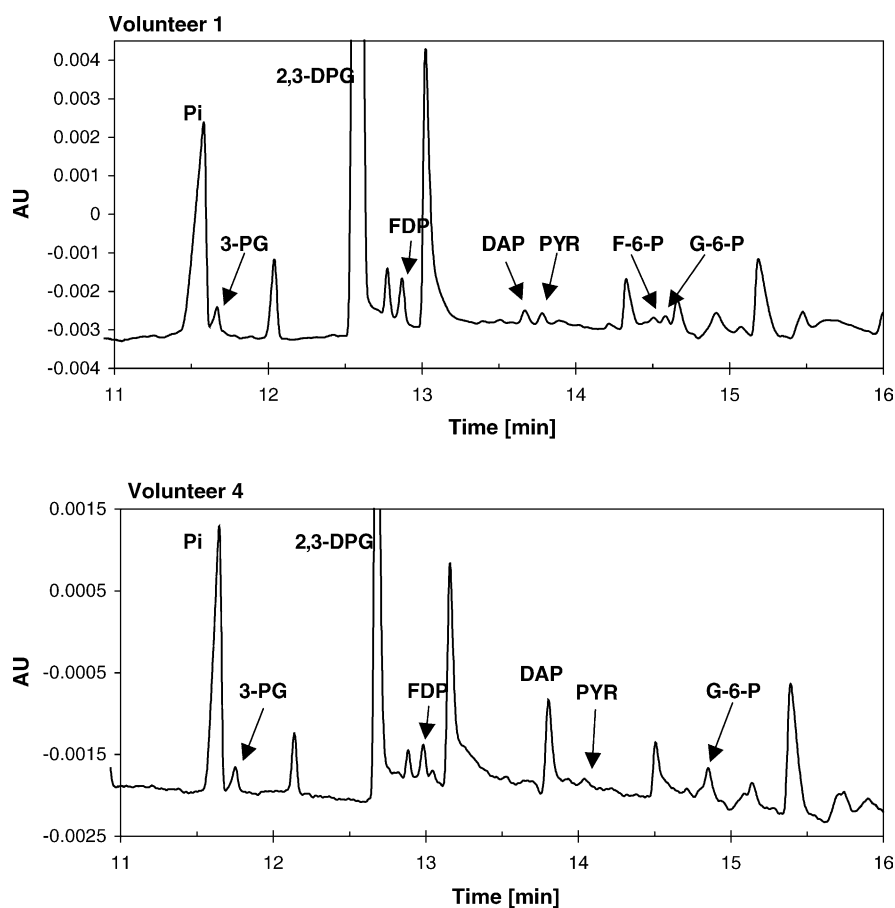 Volunteer 1
0.004
0.003
0.002
0.001
0
-0.001
-0.002
-0.003
-0.004
AU
Pi
3-PG
2,3-DPG
FDP
DAP
PYR
F-6-P
G-6-P
11 12 13 14 15 16
Time [min]
Volunteer 4
0.0015
0.0005
-0.0005
-0.0015
-0.0025
AU
Pi
3-PG
2,3-DPG
FDP
DAP
PYR
G-6-P
11 12 13 14 15 16
Time [min]